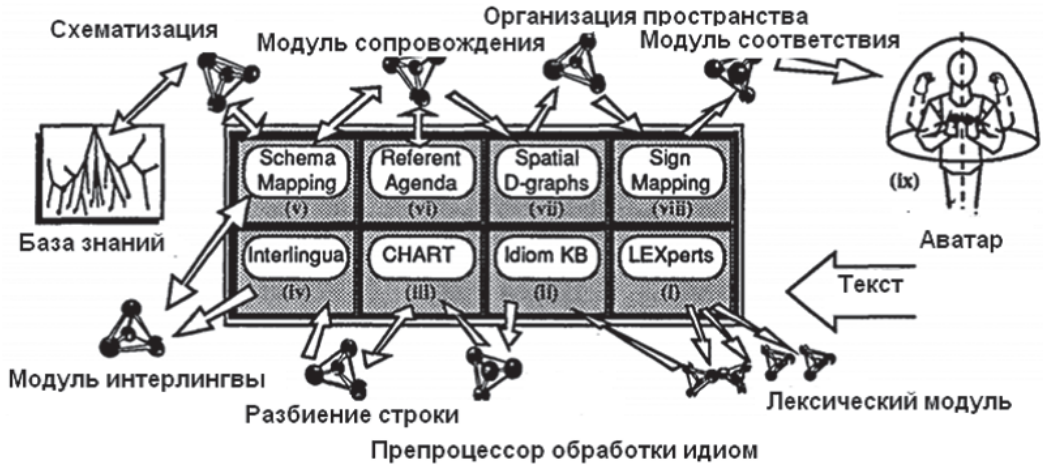 Организация пространства
Схематизация
Модуль сопровождения
Модуль соответствия
Schema
Mapping
(v)
Referent
Agenda
(vi)
Spatial
D-graphs
(vii)
Sign
Mapping
(viii)
(ix)
База знаний
Аватар
Interlingua
(iv)
CHART
(iii)
Idiom KB
(ii)
LEXperts
(i)
Текст
Модуль интерлингвы
Разбиение строки
Лексический модуль
Препроцессор обработки идиом